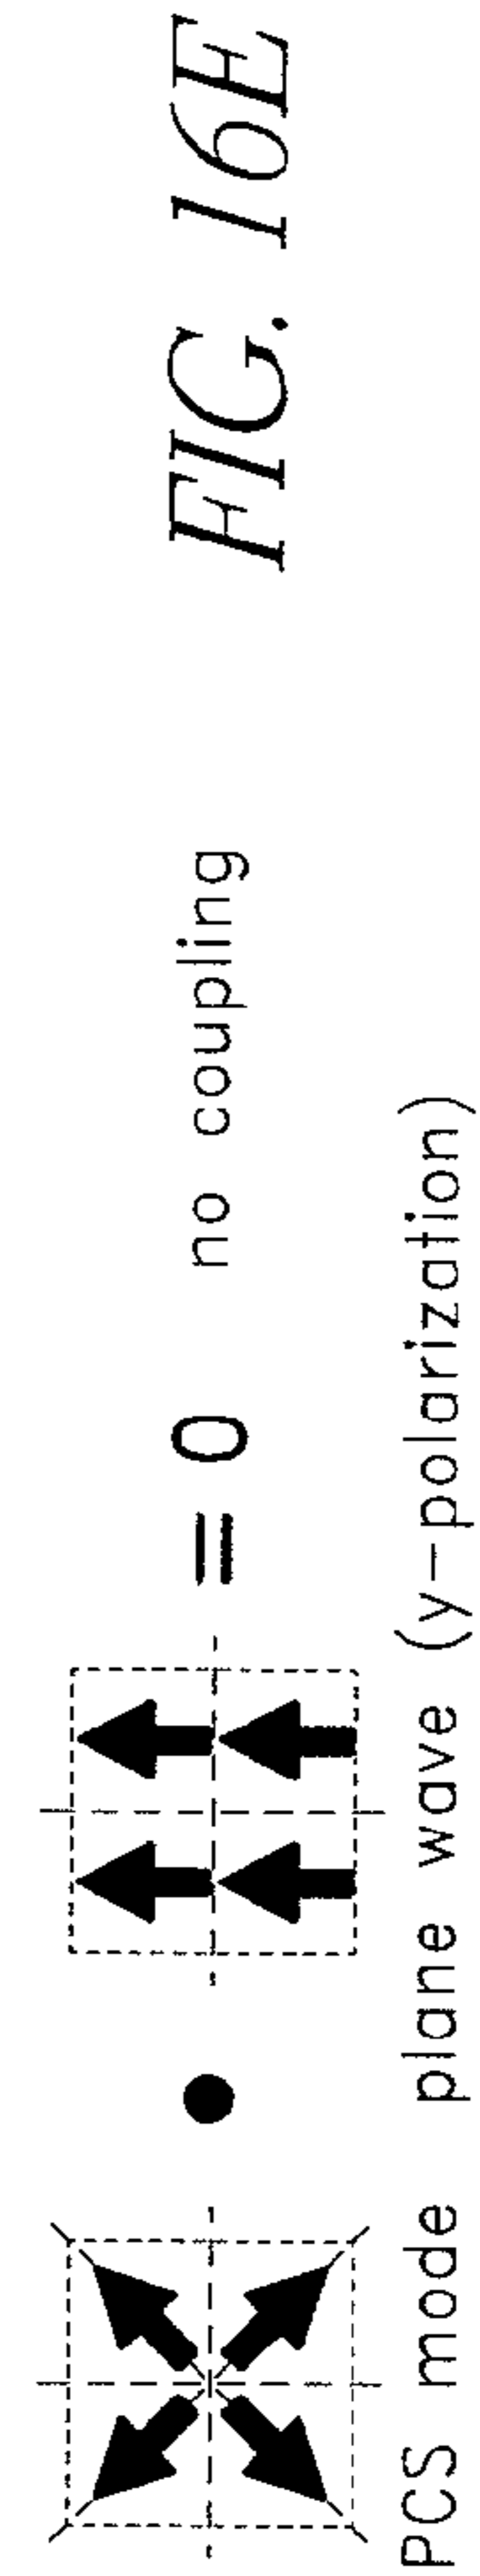 = 0 no coupling
PCS mode plane wave (y-polarization)
FIG. 16E